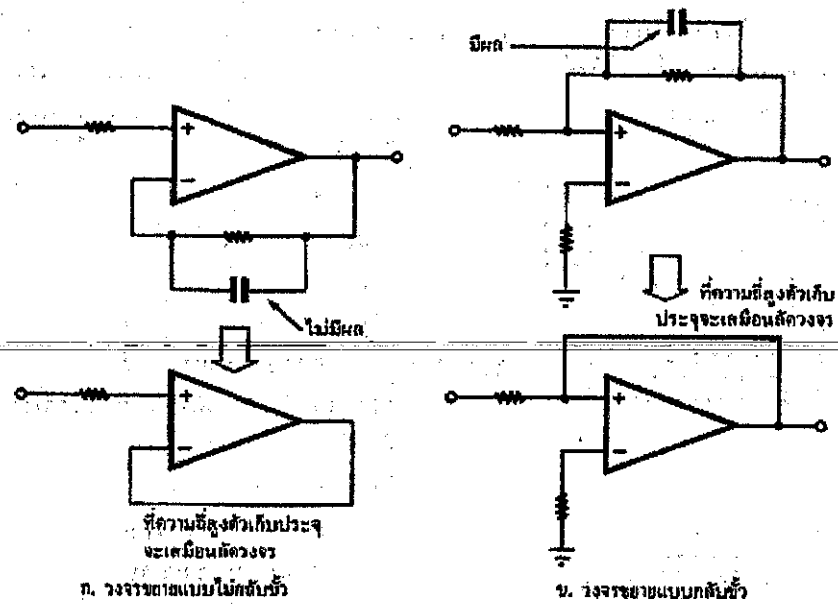 มีผล
+
−
+
−
ไม่มีผล
ที่ความถี่สูงตัวเก็บ
ประจุจะเสมือนลัดวงจร
+
−
+
−
ที่ความถี่สูงตัวเก็บประจุ
จะเสมือนลัดวงจร
ก. วงจรขยายแบบไม่กลับขั้ว
ข. วงจรขยายแบบกลับขั้ว